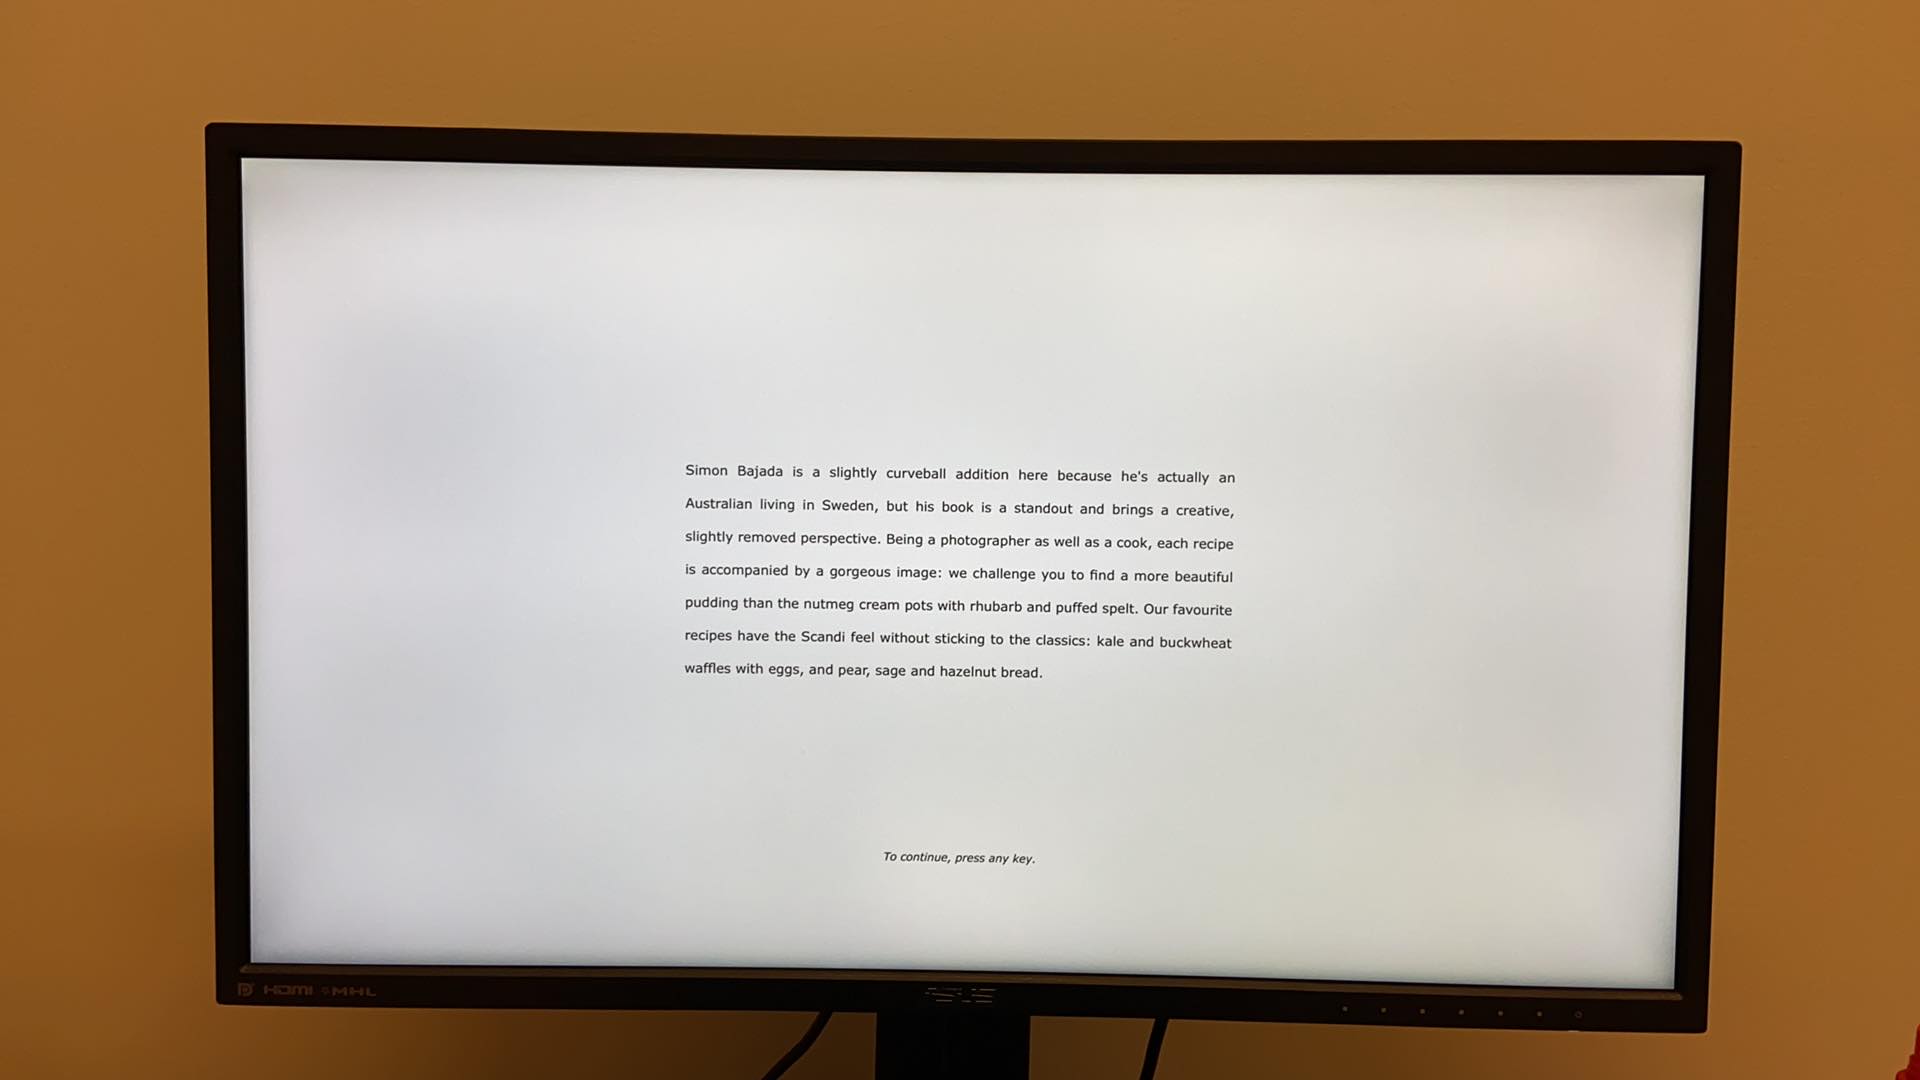 Simon Bajada is a slightly curveball addition here because he's actually an
Australian living in Sweden, but his book is a standout and brings a creative,
slightly removed perspective. Being a photographer as well as a cook, each recipe
is accompanied by a gorgeous image: we challenge you to find a more beautiful
pudding than the nutmeg cream pots with rhubarb and puffed spelt. Our favourite
recipes have the Scandi feel without sticking to the classics: kale and buckwheat
waffles with eggs, and pear, sage and hazelnut bread.
To continue, press any key.
HDMI MHL
ASUS